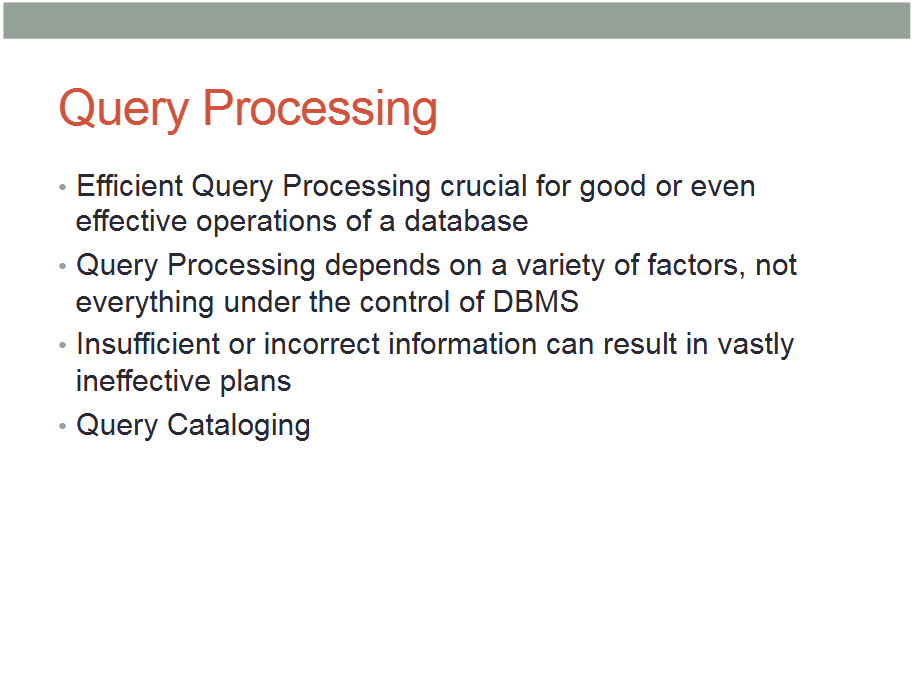 Query Processing
• Efficient Query Processing crucial for good or even
effective operations of a database
• Query Processing depends on a variety of factors, not
everything under the control of DBMS
• Insufficient or incorrect information can result in vastly
ineffective plans
• Query Cataloging